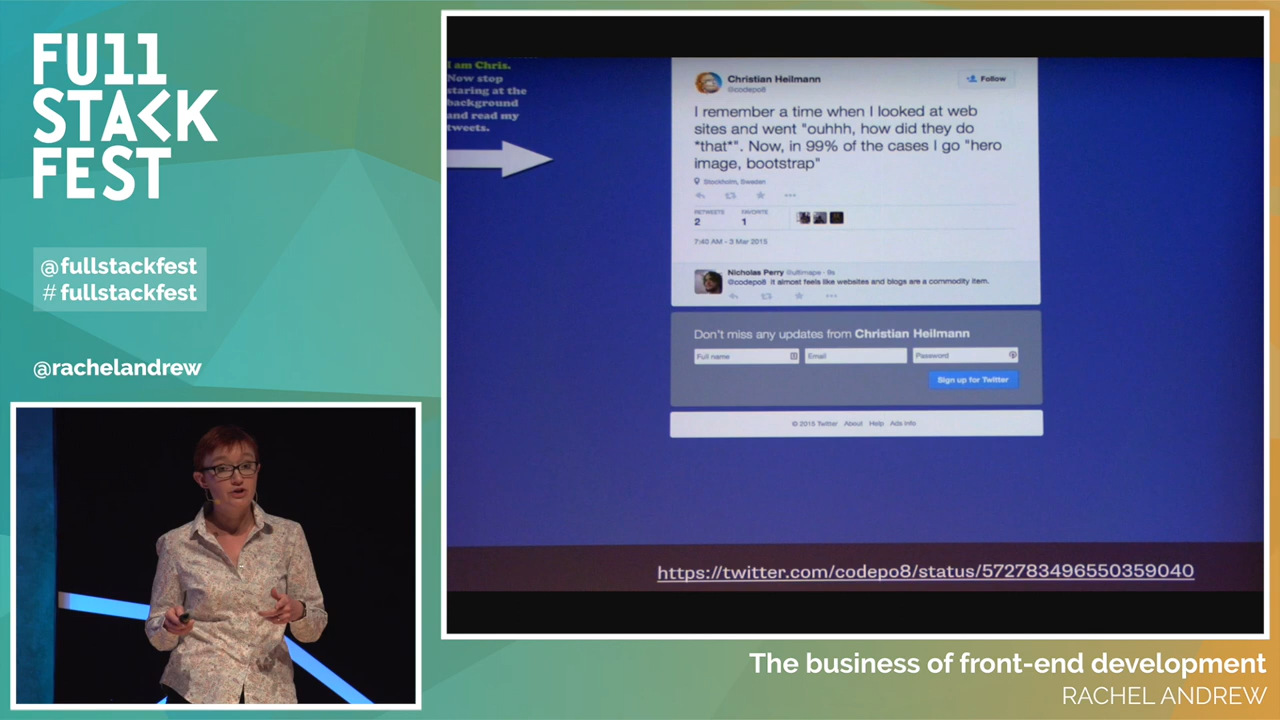 FU11
STACK
FEST
@fullstackfest
# fullstackfest
@rachelandrew
I am Chris.
Now stop
staring at the
background
and read my
tweets.
Christian Heilmann
@codepo8
Follow
I remember a time when I looked at web
sites and went "ouhhh, how did they do
*that*". Now, in 99% of the cases I go "hero
image, bootstrap"
Stockholm, Sweden
RETWEETS
2
FAVORITE
1
7:40 AM - 3 Mar 2015
Nicholas Perry @ultimape · 8s
@codepo8 it almost feels like websites and blogs are a commodity item.
Don't miss any updates from Christian Heilmann
Full name
Email
Password
Sign up for Twitter
© 2015 Twitter About Help Ads info
https://twitter.com/codepo8/status/572783496550359040
The business of front-end development
RACHEL ANDREW